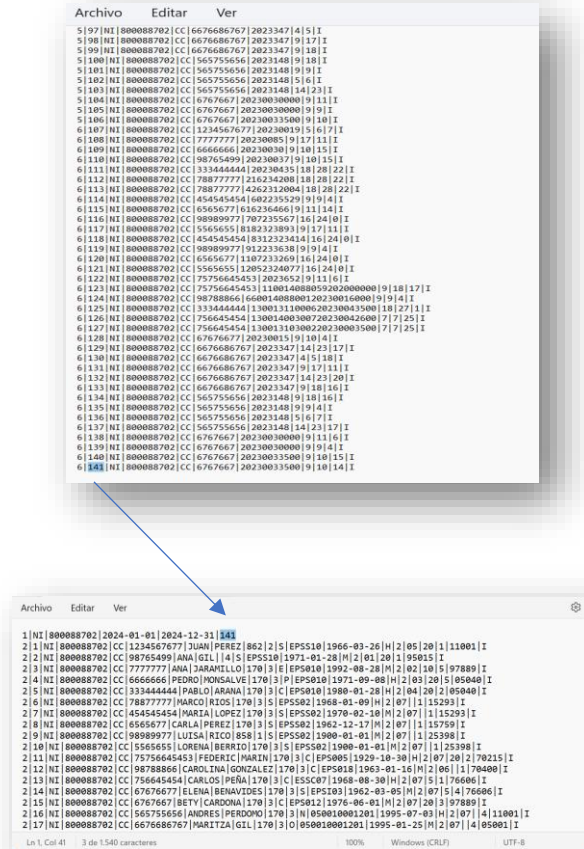 Archivo Editar Ver
5|97|NI|800088702|CC|6676686767|2023347|4|5|I
5|98|NI|800088702|CC|6676686767|2023347|9|17|I
5|99|NI|800088702|CC|6676686767|2023347|9|18|I
5|100|NI|800088702|CC|565755656|2023148|9|18|I
5|101|NI|800088702|CC|565755656|2023148|9|9|I
5|102|NI|800088702|CC|565755656|2023148|5|6|I
5|103|NI|800088702|CC|565755656|2023148|14|23|I
5|104|NI|800088702|CC|6767667|20230030000|9|11|I
5|105|NI|800088702|CC|6767667|20230030000|9|9|I
5|106|NI|800088702|CC|6767667|20230033500|9|10|I
6|107|NI|800088702|CC|1234567677|20230019|5|6|7|I
6|108|NI|800088702|CC|7777777|20230085|9|17|11|I
6|109|NI|800088702|CC|6666666|20230030|9|10|15|I
6|110|NI|800088702|CC|98765499|20230037|9|10|15|I
6|111|NI|800088702|CC|333444444|20230435|18|28|22|I
6|112|NI|800088702|CC|78877777|216234208|18|28|22|I
6|113|NI|800088702|CC|78877777|4262312004|18|28|22|I
6|114|NI|800088702|CC|454545454|602235529|9|9|4|I
6|115|NI|800088702|CC|6565677|616236466|9|11|14|I
6|116|NI|800088702|CC|98989977|707235567|16|24|0|I
6|117|NI|800088702|CC|5565655|8182323893|9|17|11|I
6|118|NI|800088702|CC|454545454|8312323414|16|24|0|I
6|119|NI|800088702|CC|98989977|912233638|9|9|4|I
6|120|NI|800088702|CC|6565677|1107233269|16|24|0|I
6|121|NI|800088702|CC|5565655|12052324077|16|24|0|I
6|122|NI|800088702|CC|75756645453|2023652|9|11|6|I
6|123|NI|800088702|CC|75756645453|110014088059202000000|9|18|17|I
6|124|NI|800088702|CC|98788866|66001408800120230016000|9|9|4|I
6|125|NI|800088702|CC|333444444|13001311000620230043500|18|27|1|I
6|126|NI|800088702|CC|756645454|13001400300720230042600|7|7|25|I
6|127|NI|800088702|CC|756645454|13001310300220230003500|7|7|25|I
6|128|NI|800088702|CC|67676677|20230015|9|10|4|I
6|129|NI|800088702|CC|6676686767|2023347|14|23|17|I
6|130|NI|800088702|CC|6676686767|2023347|4|5|18|I
6|131|NI|800088702|CC|6676686767|2023347|9|17|11|I
6|132|NI|800088702|CC|6676686767|2023347|14|23|20|I
6|133|NI|800088702|CC|6676686767|2023347|9|18|16|I
6|134|NI|800088702|CC|565755656|2023148|9|18|16|I
6|135|NI|800088702|CC|565755656|2023148|9|9|4|I
6|136|NI|800088702|CC|565755656|2023148|5|6|7|I
6|137|NI|800088702|CC|565755656|2023148|14|23|17|I
6|138|NI|800088702|CC|6767667|20230030000|9|11|6|I
6|139|NI|800088702|CC|6767667|20230030000|9|9|4|I
6|140|NI|800088702|CC|6767667|20230033500|9|10|15|I
6|141|NI|800088702|CC|6767667|20230033500|9|10|14|I
Archivo Editar Ver
1|NI|800088702|2024-01-01|2024-12-31|141
2|1|NI|800088702|CC|1234567677|JUAN|PEREZ|862|2|S|EPSS10|1966-03-26|H|2|05|20|1|11001|I
2|2|NI|800088702|CC|98765499|ANA|GIL||4|S|EPSS10|1971-01-28|M|2|01|20|1|95015|I
2|3|NI|800088702|CC|7777777|ANA|JARAMILLO|170|3|E|EPS010|1992-08-28|M|2|02|10|5|97889|I
2|4|NI|800088702|CC|6666666|PEDRO|MONSALVE|170|3|P|EPS010|1971-09-08|H|2|03|20|5|05040|I
2|5|NI|800088702|CC|333444444|PABLO|ARANA|170|3|C|EPS010|1980-01-28|H|2|04|20|2|05040|I
2|6|NI|800088702|CC|78877777|MARCO|RIOS|170|3|S|EPSS02|1968-01-09|H|2|07||1|15293|I
2|7|NI|800088702|CC|454545454|MARIA|LOPEZ|170|3|S|EPSS02|1970-02-10|M|2|07||1|15293|I
2|8|NI|800088702|CC|6565677|CARLA|PEREZ|170|3|S|EPSS02|1962-12-17|M|2|07||1|15759|I
2|9|NI|800088702|CC|98989977|LUISA|RICO|858|1|S|EPSS02|1900-01-01|M|2|07||1|25398|I
2|10|NI|800088702|CC|5565655|LORENA|BERRIO|170|3|S|EPSS02|1900-01-01|M|2|07||1|25398|I
2|11|NI|800088702|CC|75756645453|FEDERIC|MARIN|170|3|C|EPS005|1929-10-30|H|2|07|20|2|70215|I
2|12|NI|800088702|CC|98788866|CAROLINA|GONZALEZ|170|3|C|EPS018|1963-01-16|M|2|06||1|70400|I
2|13|NI|800088702|CC|756645454|CARLOS|PEÑA|170|3|C|ESSC07|1968-08-30|H|2|07|5|1|76606|I
2|14|NI|800088702|CC|67676677|ELENA|BENAVIDES|170|3|S|EPSI03|1962-03-05|M|2|07|5|4|76606|I
2|15|NI|800088702|CC|6767667|BETY|CARDONA|170|3|C|EPS012|1976-06-01|M|2|07|20|3|97889|I
2|16|NI|800088702|CC|565755656|ANDRES|PERDOMO|170|3|N|050010001201|1995-07-03|H|2|07||4|11001|I
2|17|NI|800088702|CC|6676686767|MARITZA|GIL|170|3|O|050010001201|1995-01-25|M|2|07||4|05001|I
Ln 1, Col 41 3 de 1.540 caracteres 100% Windows (CRLF) UTF-8